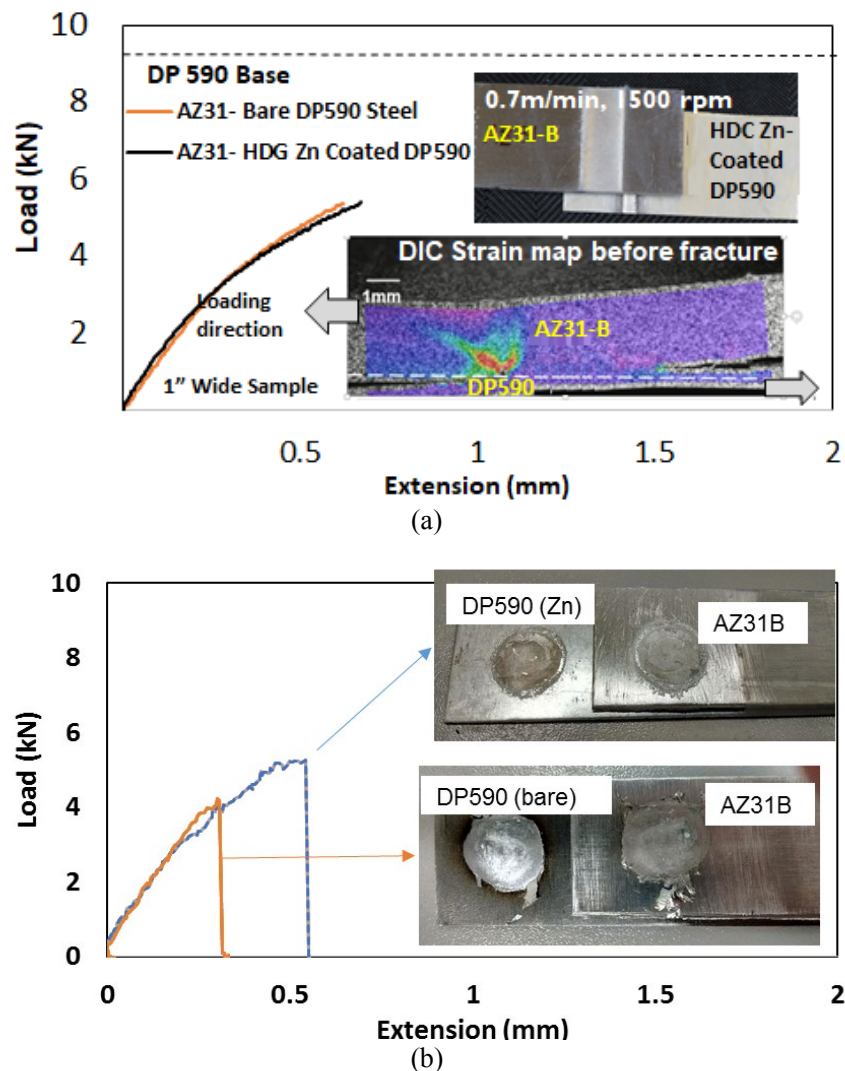 10
8
6
4
2
Load (kN)
DP 590 Base
AZ31- Bare DP590 Steel
AZ31- HDG Zn Coated DP590
0.7m/min, 1500 rpm
AZ31-B
HDC Zn-
Coated
DP590
DIC Strain map before fracture
1mm
AZ31-B
DP590
Loading
direction
1” Wide Sample
0.5
1
1.5
2
Extension (mm)
(a)
10
8
6
4
2
0
Load (kN)
DP590 (Zn)
AZ31B
DP590 (bare)
AZ31B
0
0.5
1
1.5
2
Extension (mm)
(b)